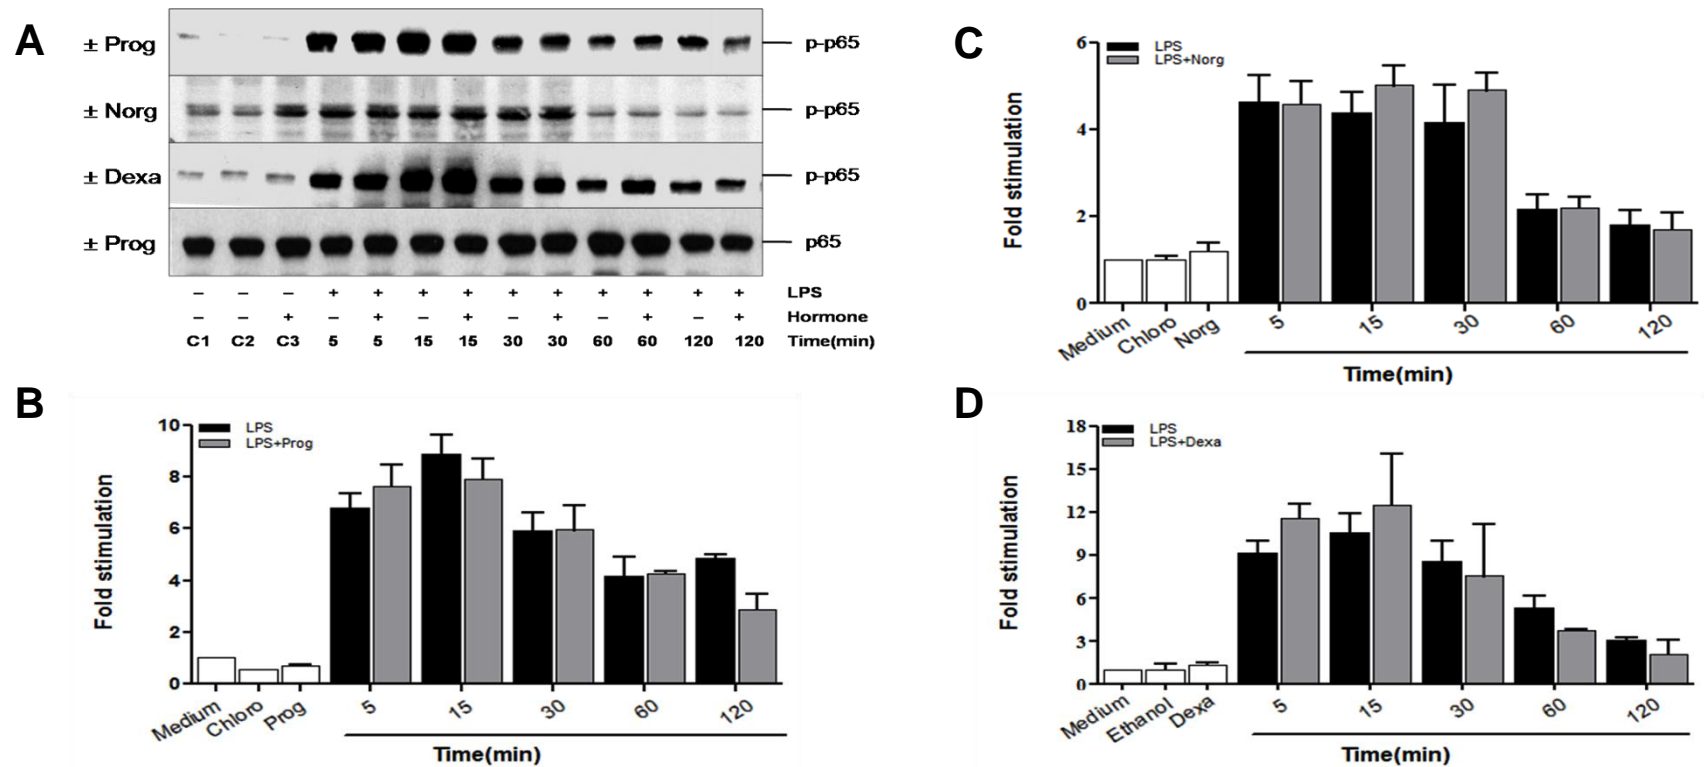 A
± Prog
p-p65
± Norg
p-p65
± Dexa
p-p65
± Prog
p65
– – – + + + + + + + + + + LPS
– – + – + – + – + – + – + Hormone
C1 C2 C3 5 5 15 15 30 30 60 60 120 120 Time(min)
B
LPS
LPS+Prog
Fold stimulation
10
8
6
4
2
0
Medium
Chloro
Prog
5
15
30
60
120
Time(min)
C
LPS
LPS+Norg
Fold stimulation
6
4
2
0
Medium
Chloro
Norg
5
15
30
60
120
Time(min)
D
LPS
LPS+Dexa
Fold stimulation
18
15
12
9
6
3
0
Medium
Ethanol
Dexa
5
15
30
60
120
Time(min)